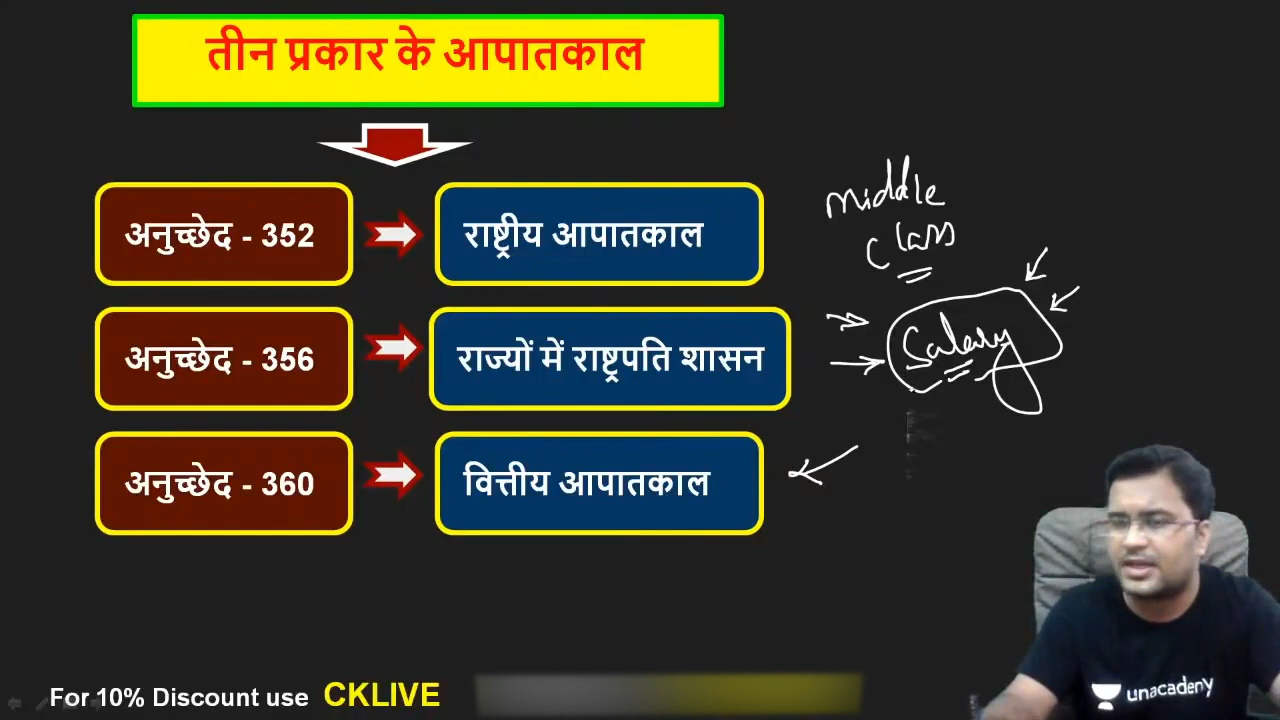 तीन प्रकार के आपातकाल
अनुच्छेद - 352
राष्ट्रीय आपातकाल
middle
class
अनुच्छेद - 356
राज्यों में राष्ट्रपति शासन
Salary
अनुच्छेद - 360
वित्तीय आपातकाल
unacademy
For 10% Discount use CKLIVE